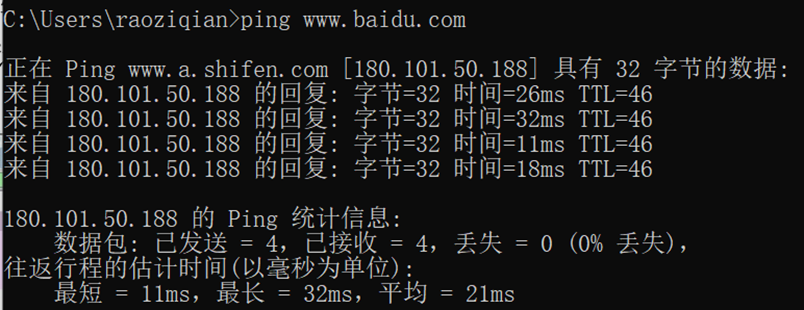 C:\Users\raoziqian>ping www.baidu.com
正在 Ping www.a.shifen.com [180.101.50.188] 具有 32 字节的数据:
来自 180.101.50.188 的回复: 字节=32 时间=26ms TTL=46
来自 180.101.50.188 的回复: 字节=32 时间=32ms TTL=46
来自 180.101.50.188 的回复: 字节=32 时间=11ms TTL=46
来自 180.101.50.188 的回复: 字节=32 时间=18ms TTL=46
180.101.50.188 的 Ping 统计信息:
数据包: 已发送 = 4，已接收 = 4，丢失 = 0 (0% 丢失)，
往返行程的估计时间(以毫秒为单位):
最短 = 11ms，最长 = 32ms，平均 = 21ms